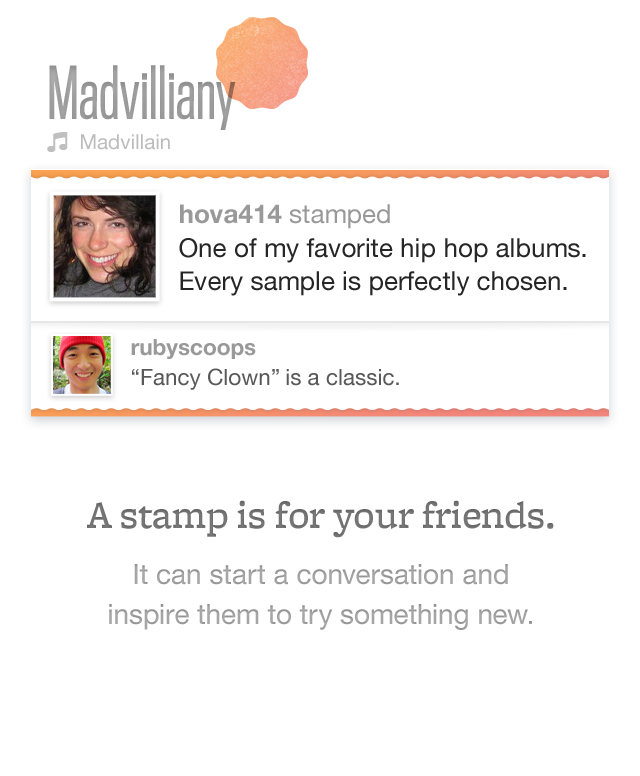 Madvilliany
Madvillain
hova414 stamped
One of my favorite hip hop albums.
Every sample is perfectly chosen.
rubyscoops
“Fancy Clown” is a classic.
A stamp is for your friends.
It can start a conversation and
inspire them to try something new.